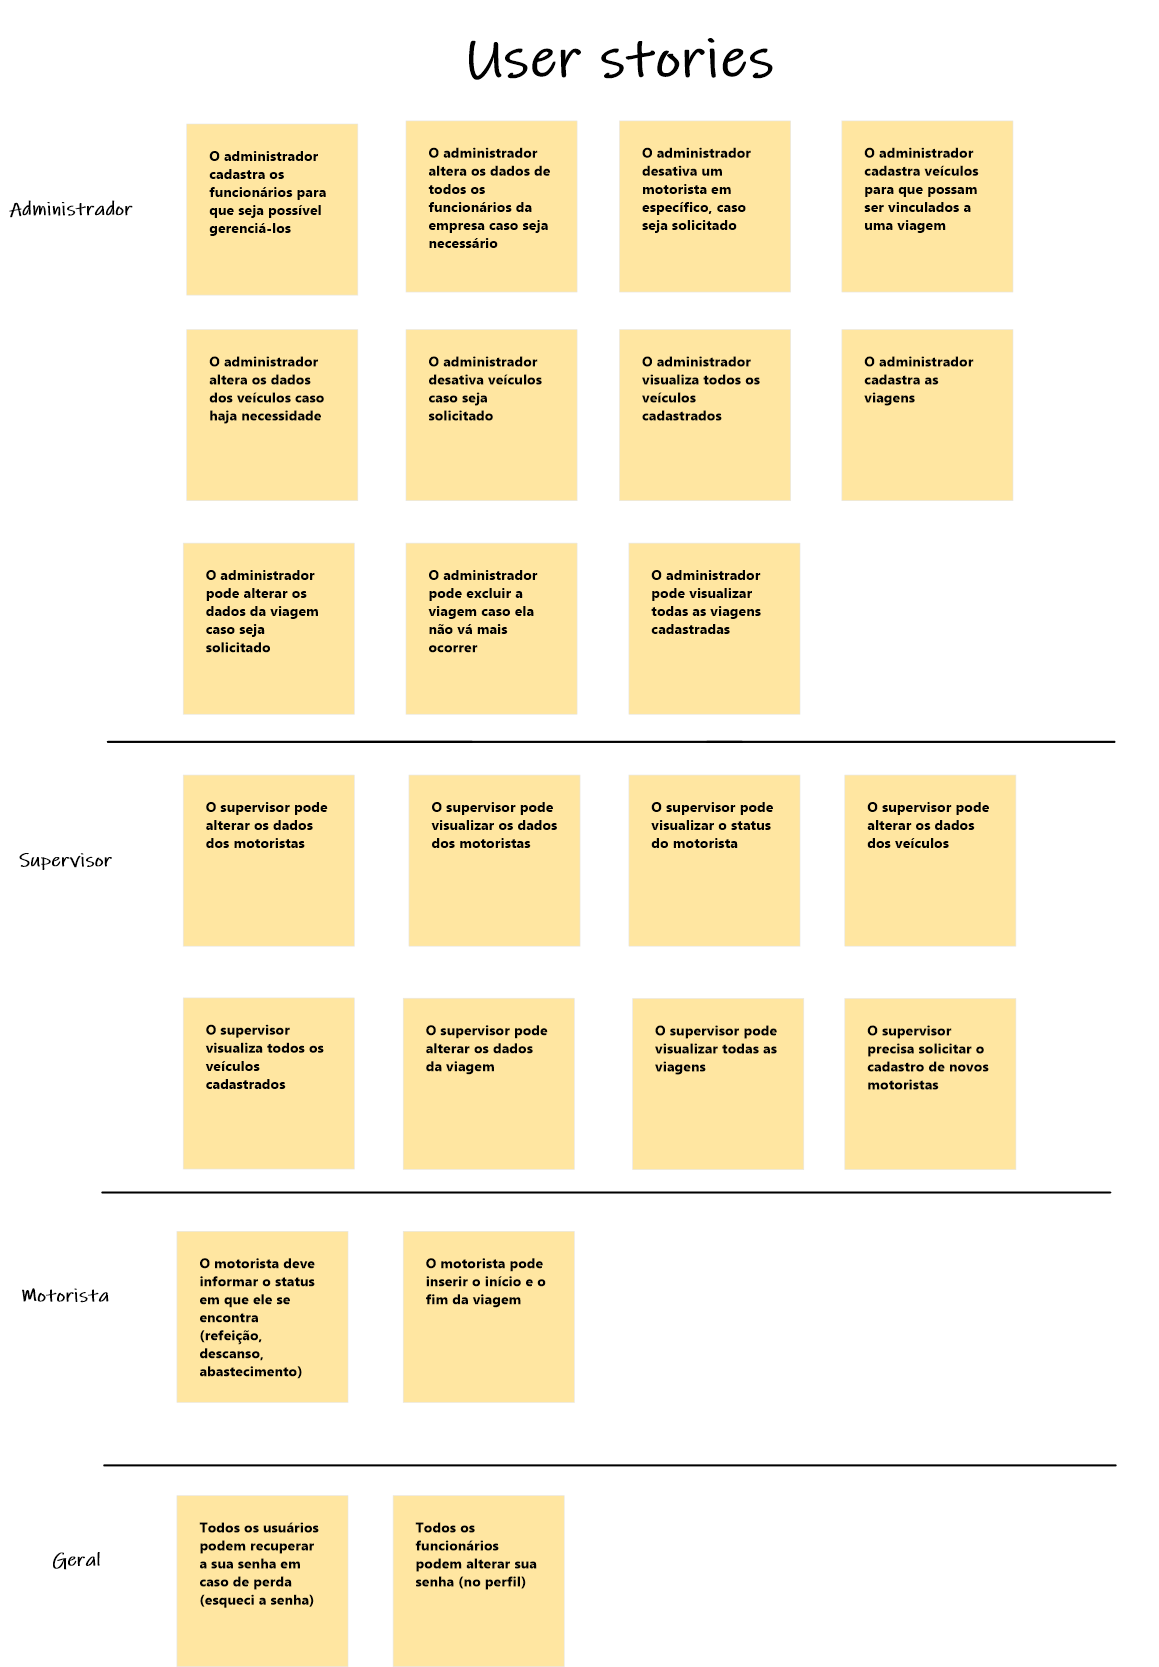 User stories
Administrador
O administrador
cadastra os
funcionários para
que seja possível
gerenciá-los
O administrador
altera os dados de
todos os
funcionários da
empresa caso seja
necessário
O administrador
desativa um
motorista em
específico, caso
seja solicitado
O administrador
cadastra veículos
para que possam
ser vinculados a
uma viagem
O administrador
altera os dados
dos veículos caso
haja necessidade
O administrador
desativa veículos
caso seja
solicitado
O administrador
visualiza todos os
veículos
cadastrados
O administrador
cadastra as
viagens
O administrador
pode alterar os
dados da viagem
caso seja
solicitado
O administrador
pode excluir a
viagem caso ela
não vá mais
ocorrer
O administrador
pode visualizar
todas as viagens
cadastradas
Supervisor
O supervisor pode
alterar os dados
dos motoristas
O supervisor pode
visualizar os dados
dos motoristas
O supervisor pode
visualizar o status
do motorista
O supervisor pode
alterar os dados
dos veículos
O supervisor
visualiza todos os
veículos
cadastrados
O supervisor pode
alterar os dados
da viagem
O supervisor pode
visualizar todas as
viagens
O supervisor
precisa solicitar o
cadastro de novos
motoristas
Motorista
O motorista deve
informar o status
em que ele se
encontra
(refeição,
descanso,
abastecimento)
O motorista pode
inserir o início e o
fim da viagem
Geral
Todos os usuários
podem recuperar
a sua senha em
caso de perda
(esqueci a senha)
Todos os
funcionários
podem alterar sua
senha (no perfil)